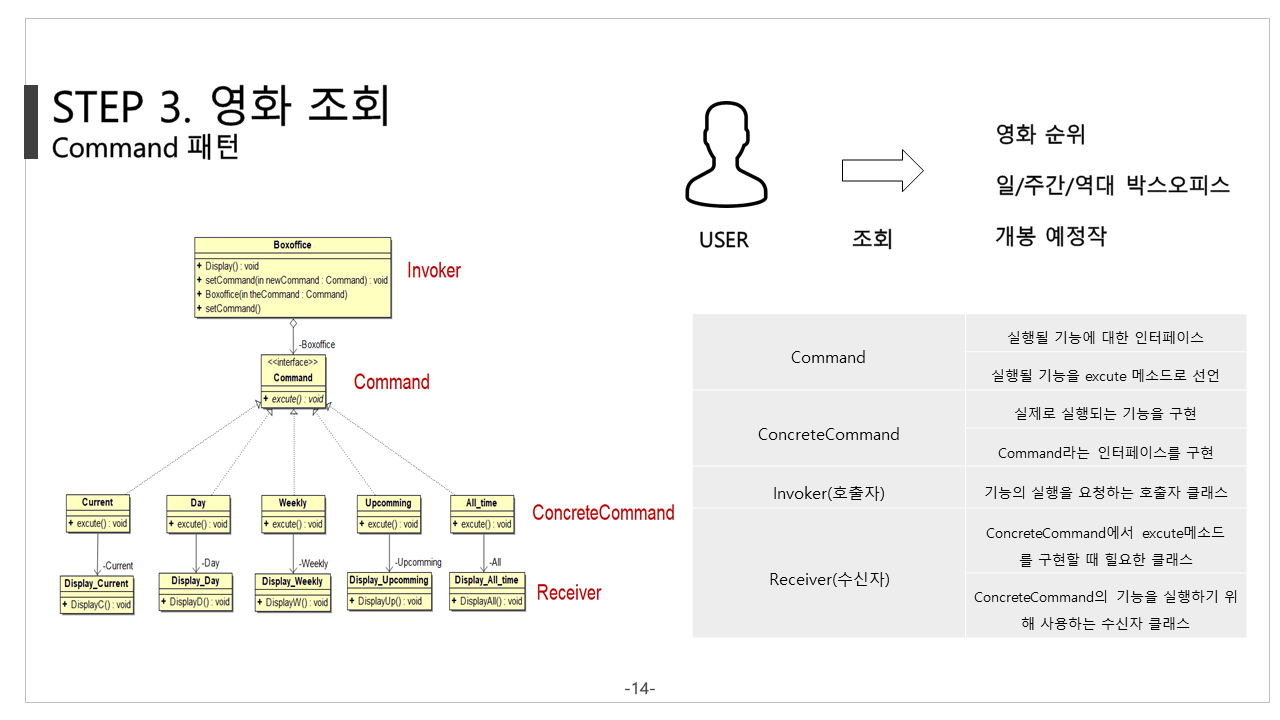 STEP 3. 영화 조회
Command 패턴
USER
조회
영화 순위
일/주간/역대 박스오피스
개봉 예정작
Boxoffice
+ Display() : void
+ setCommand(in newCommand : Command) : void
+ Boxoffice(in theCommand : Command)
+ setCommand()
Invoker
-Boxoffice
<<interface>>
Command
+ excute() : void
Command
Current
+ excute() : void
Day
+ excute() : void
Weekly
+ excute() : void
Upcomming
+ excute() : void
All_time
+ excute() : void
ConcreteCommand
-Current
-Day
-Weekly
-Upcomming
-All
Display_Current
+ DisplayC() : void
Display_Day
+ DisplayD() : void
Display_Weekly
+ DisplayW() : void
Display_Upcomming
+ DisplayUp() : void
Display_All_time
+ DisplayAll() : void
Receiver
Command
실행될 기능에 대한 인터페이스
실행될 기능을 excute 메소드로 선언
ConcreteCommand
실제로 실행되는 기능을 구현
Command라는 인터페이스를 구현
Invoker(호출자)
기능의 실행을 요청하는 호출자 클래스
Receiver(수신자)
ConcreteCommand에서 excute메소드
를 구현할 때 필요한 클래스
ConcreteCommand의 기능을 실행하기 위
해 사용하는 수신자 클래스
-14-